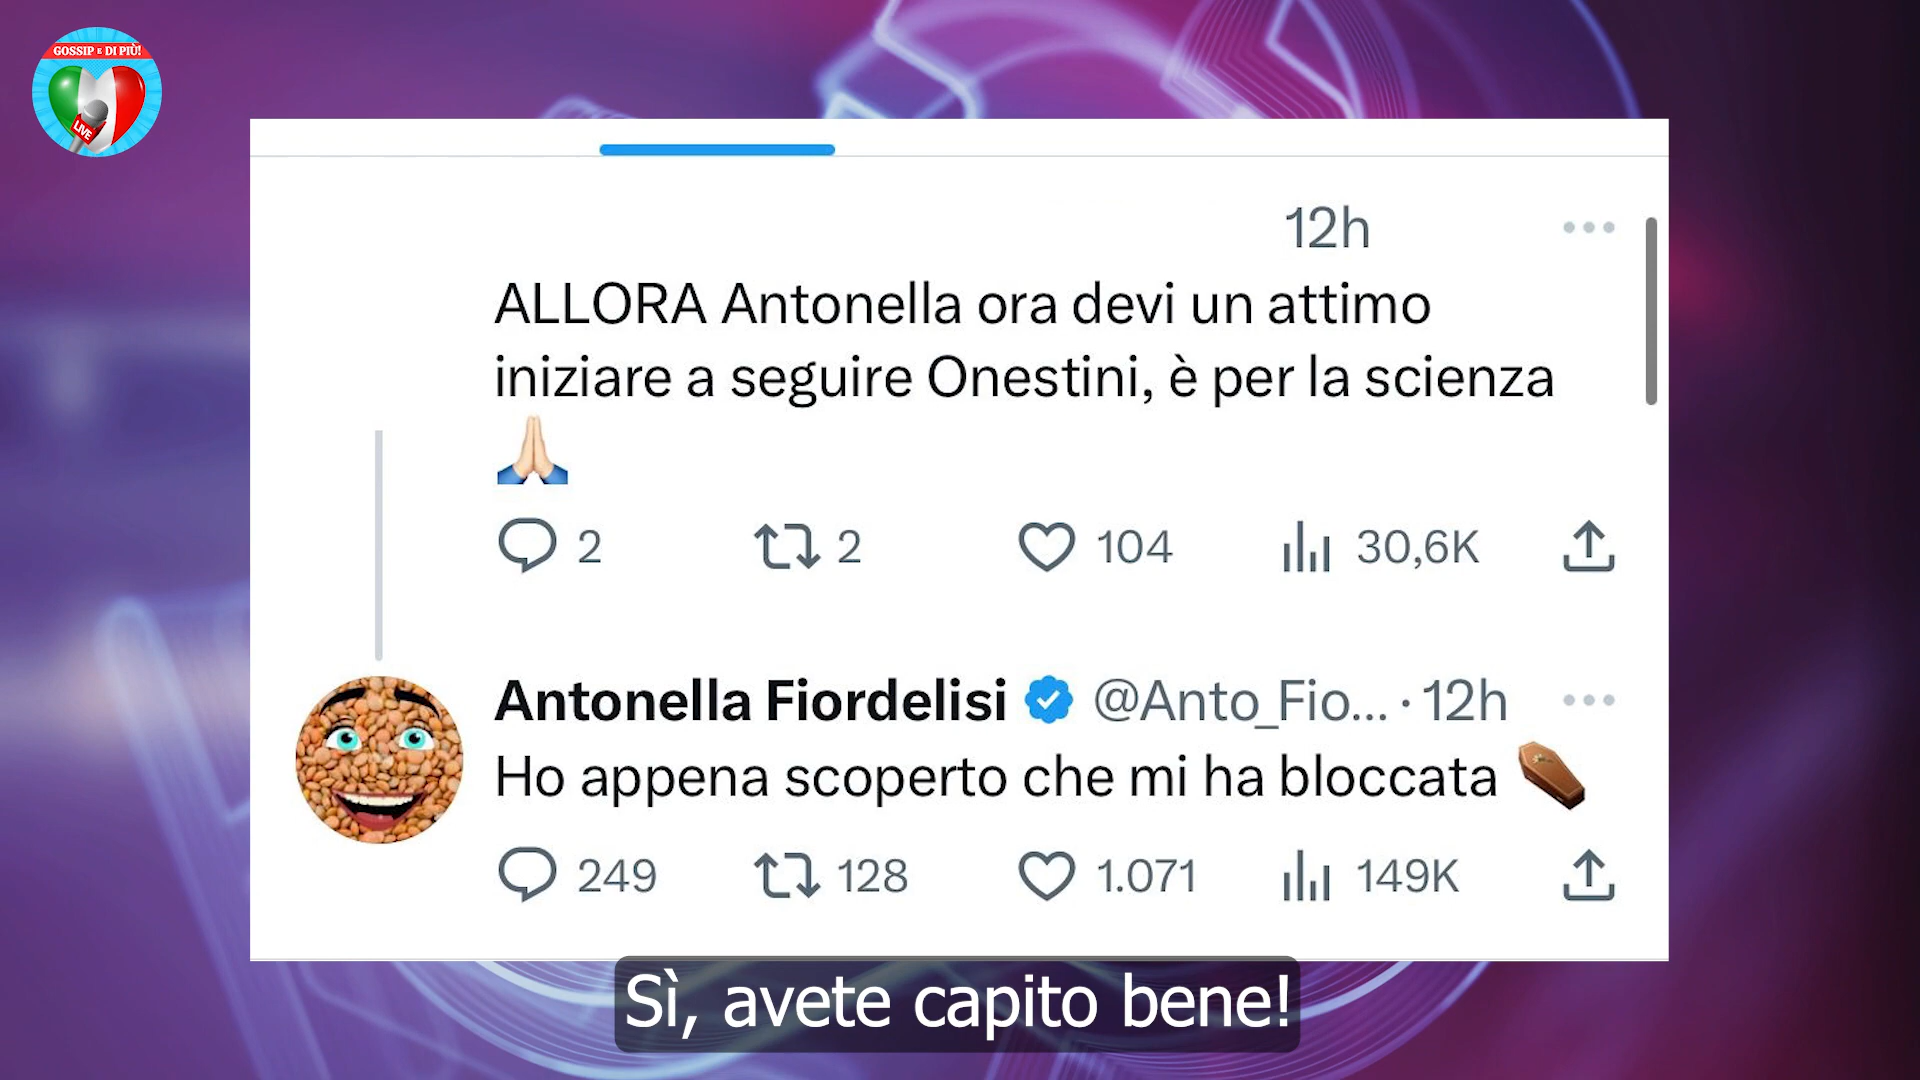 GOSSIP E DI PIÙ!
LIVE
12h
ALLORA Antonella ora devi un attimo
iniziare a seguire Onestini, è per la scienza
🙏🏻
2 2 104 30,6K
Antonella Fiordelisi @Anto_Fio... · 12h
Ho appena scoperto che mi ha bloccata ⚰️
249 128 1.071 149K
Sì, avete capito bene!